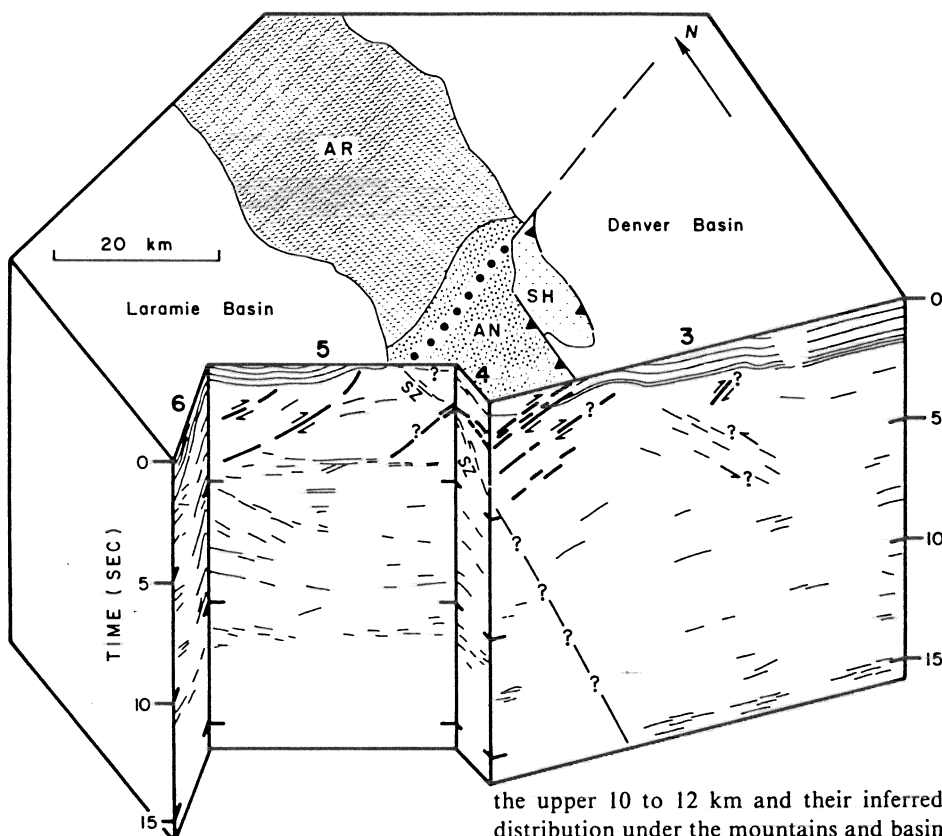 N
AR
20 km
Denver Basin
SH
Laramie Basin
AN
0
5
3
?
4
SZ
?
6
?
5
?
?
0
SZ
?
?
10
TIME (SEC)
?
5
?
?
15
10
15
the upper 10 to 12 km and their inferred
distribution under the mountains and basin